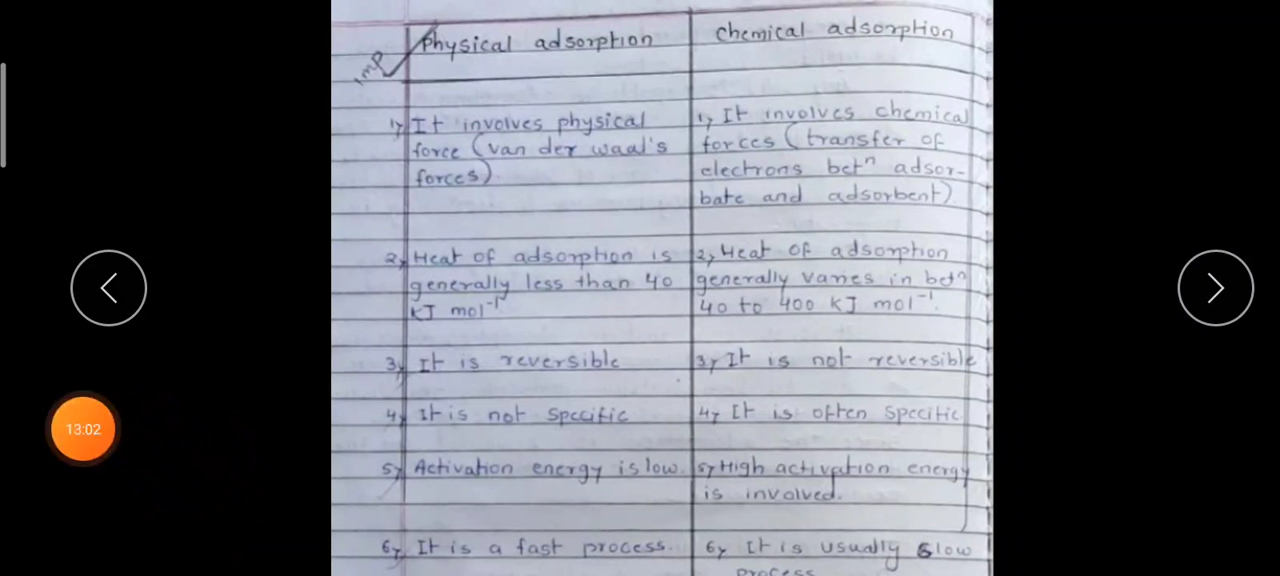 Physical adsorption
chemical adsorption
Imp
1) It involves physical
force (van der waal's
forces)
1) It involves chemical
forces (transfer of
electrons betn adsor-
bate and adsorbent).
2) Heat of adsorption is
generally less than 40
KJ mol⁻¹
2) Heat of adsorption
generally varies in betn
40 to 400 KJ mol⁻¹.
3) It is reversible
3) It is not reversible
4) It is not specific
4) It is often specific
5) Activation energy is low.
5) High activation energy
is involved.
6) It is a fast process.
6) It is usually slow
process
13:02